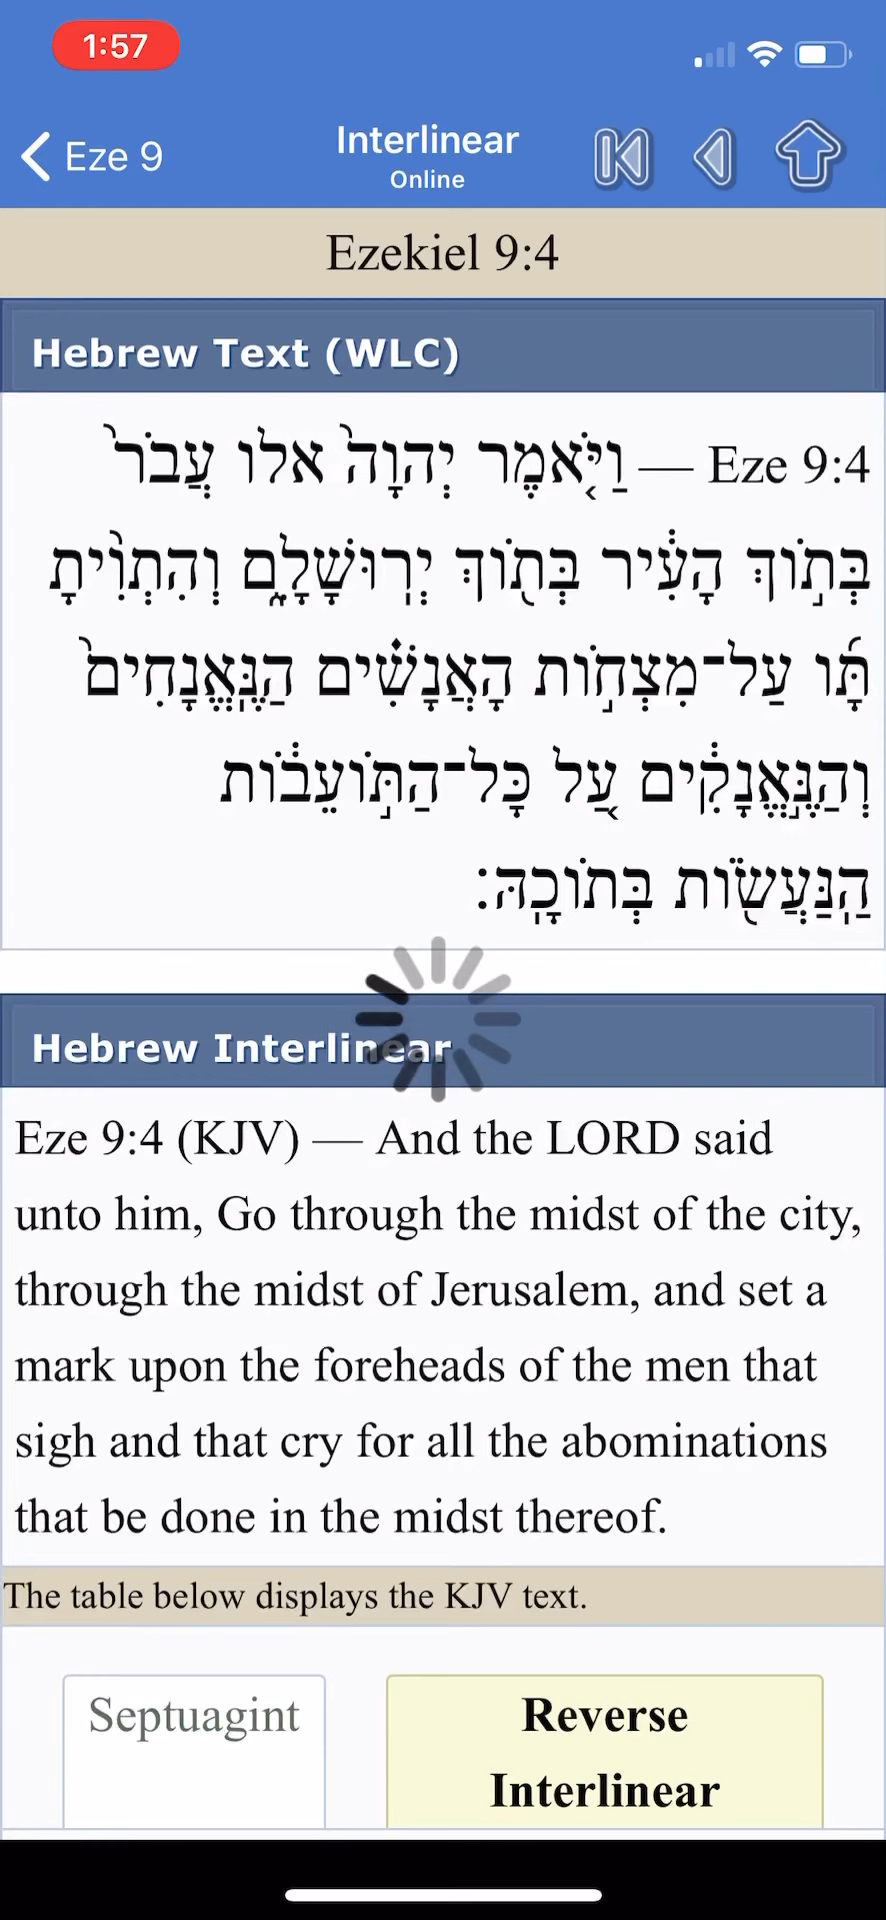 1:57
Eze 9
Interlinear
Online
Ezekiel 9:4
Hebrew Text (WLC)
Eze 9:4 — וַיֹּ֤אמֶר יְהוָה֙ אלו עֲבֹר֙
בְּת֣וֹךְ הָעִ֔יר בְּת֖וֹךְ יְרֽוּשָׁלִָ֑ם וְהִתְוִ֨יתָ
תָּ֜ו עַל־מִצְח֣וֹת הָאֲנָשִׁ֗ים הַנֶּֽאֱנָחִים֙
וְהַנֶּ֣אֱנָקִ֔ים עַ֚ל כָּל־הַתּ֣וֹעֵב֔וֹת
הַֽנַּעֲשׂ֖וֹת בְּתוֹכָֽהּ׃
Hebrew Interlinear
Eze 9:4 (KJV) — And the LORD said
unto him, Go through the midst of the city,
through the midst of Jerusalem, and set a
mark upon the foreheads of the men that
sigh and that cry for all the abominations
that be done in the midst thereof.
The table below displays the KJV text.
Septuagint
Reverse
Interlinear